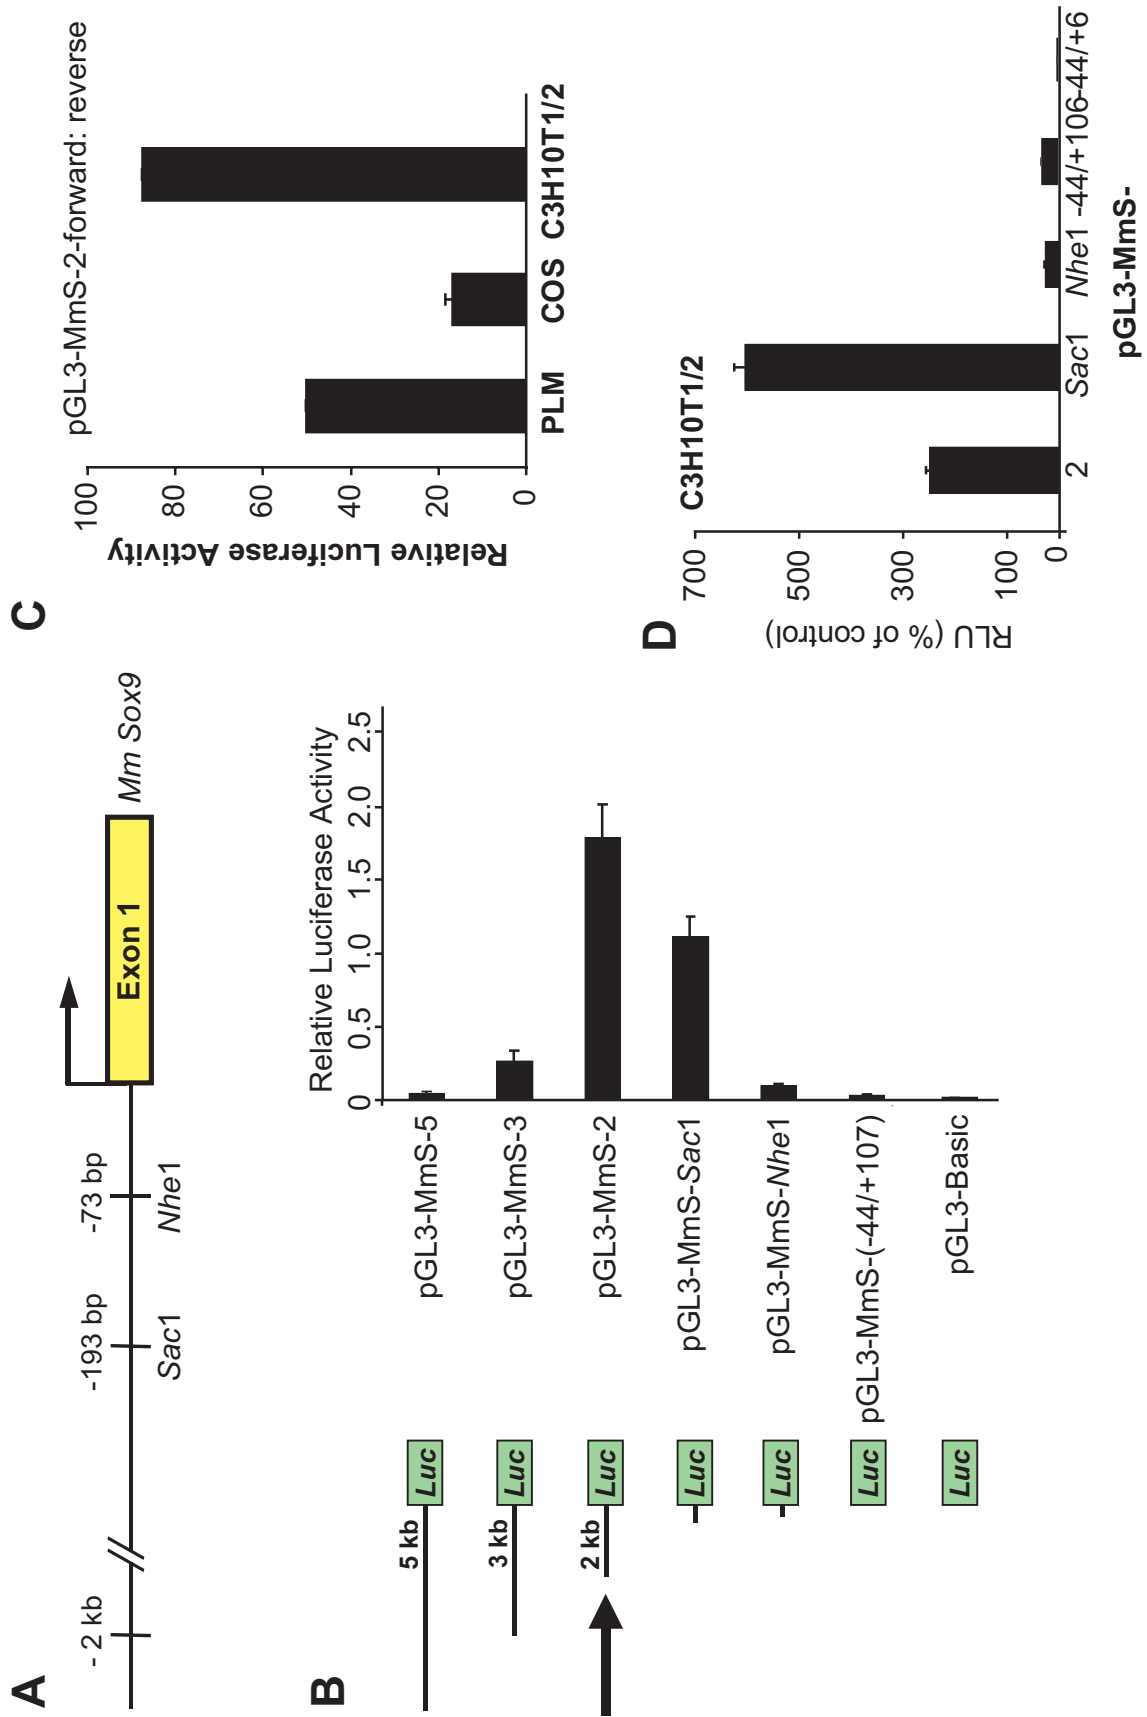 A
- 2 kb
-193 bp
-73 bp
Sac1
Nhe1
Exon 1
Mm Sox9
B
Relative Luciferase Activity
0 0.5 1.0 1.5 2.0 2.5
5 kb Luc pGL3-MmS-5
3 kb Luc pGL3-MmS-3
2 kb Luc pGL3-MmS-2
Luc pGL3-MmS-Sac1
Luc pGL3-MmS-Nhe1
Luc pGL3-MmS-(-44/+107)
Luc pGL3-Basic
C
pGL3-MmS-2-forward: reverse
Relative Luciferase Activity
100
80
60
40
20
0
PLM COS C3H10T1/2
D
C3H10T1/2
RLU (% of control)
700
500
300
100
0
2 Sac1 Nhe1 -44/+106 -44/+6
pGL3-MmS-